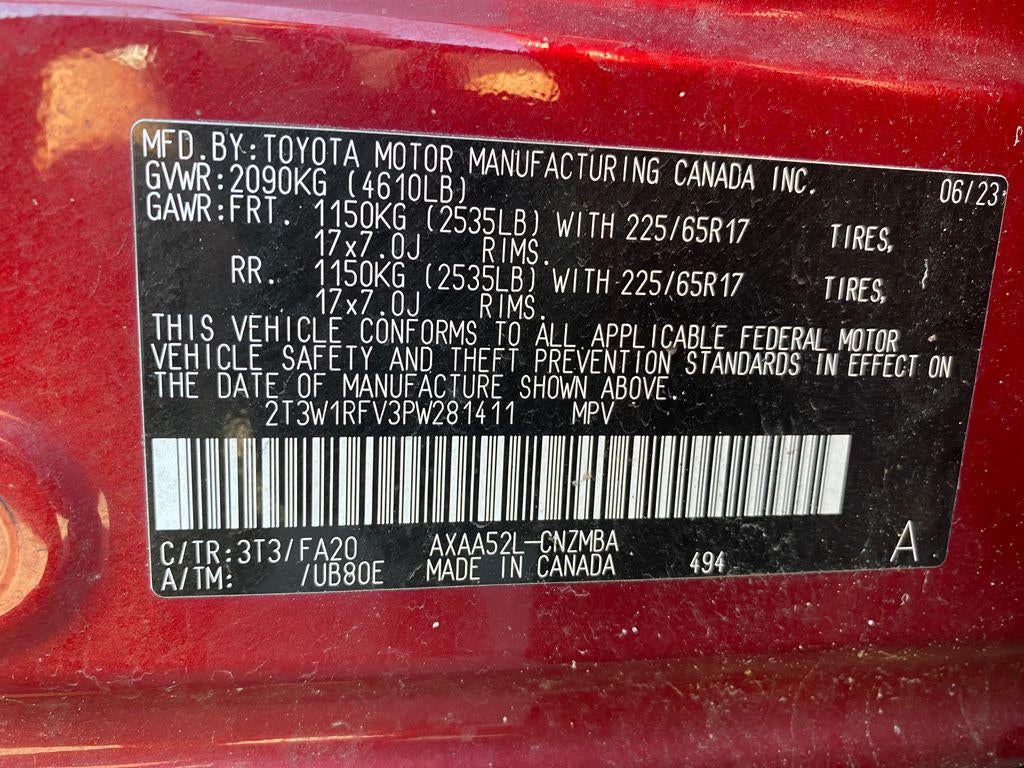 MFD.BY:TOYOTA MOTOR MANUFACTURING CANADA INC. 06/23
GVWR:2090KG (4610LB)
GAWR:FRT. 1150KG (2535LB) WITH 225/65R17 TIRES,
17x7.0J RIMS.
RR. 1150KG (2535LB) WITH 225/65R17 TIRES,
17x7.0J RIMS.
THIS VEHICLE CONFORMS TO ALL APPLICABLE FEDERAL MOTOR
VEHICLE SAFETY AND THEFT PREVENTION STANDARDS IN EFFECT ON
THE DATE OF MANUFACTURE SHOWN ABOVE.
2T3W1RFV3PW281411 MPV
C/TR:3T3/FA20 AXAA52L-CNZMBA A
A/TM: /UB80E MADE IN CANADA 494